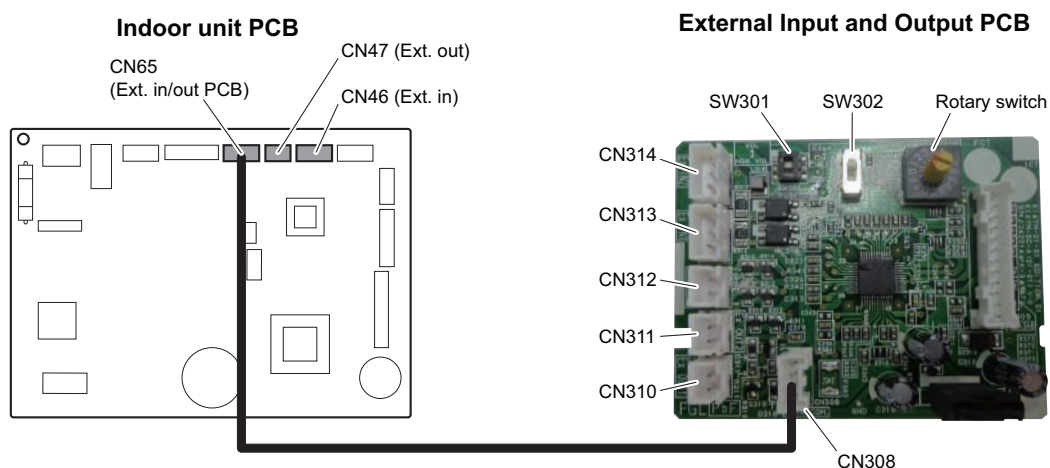 Indoor unit PCB
External Input and Output PCB
CN65
(Ext. in/out PCB)
CN47 (Ext. out)
CN46 (Ext. in)
SW301
SW302
Rotary switch
CN314
CN313
CN312
CN311
CN310
CN308